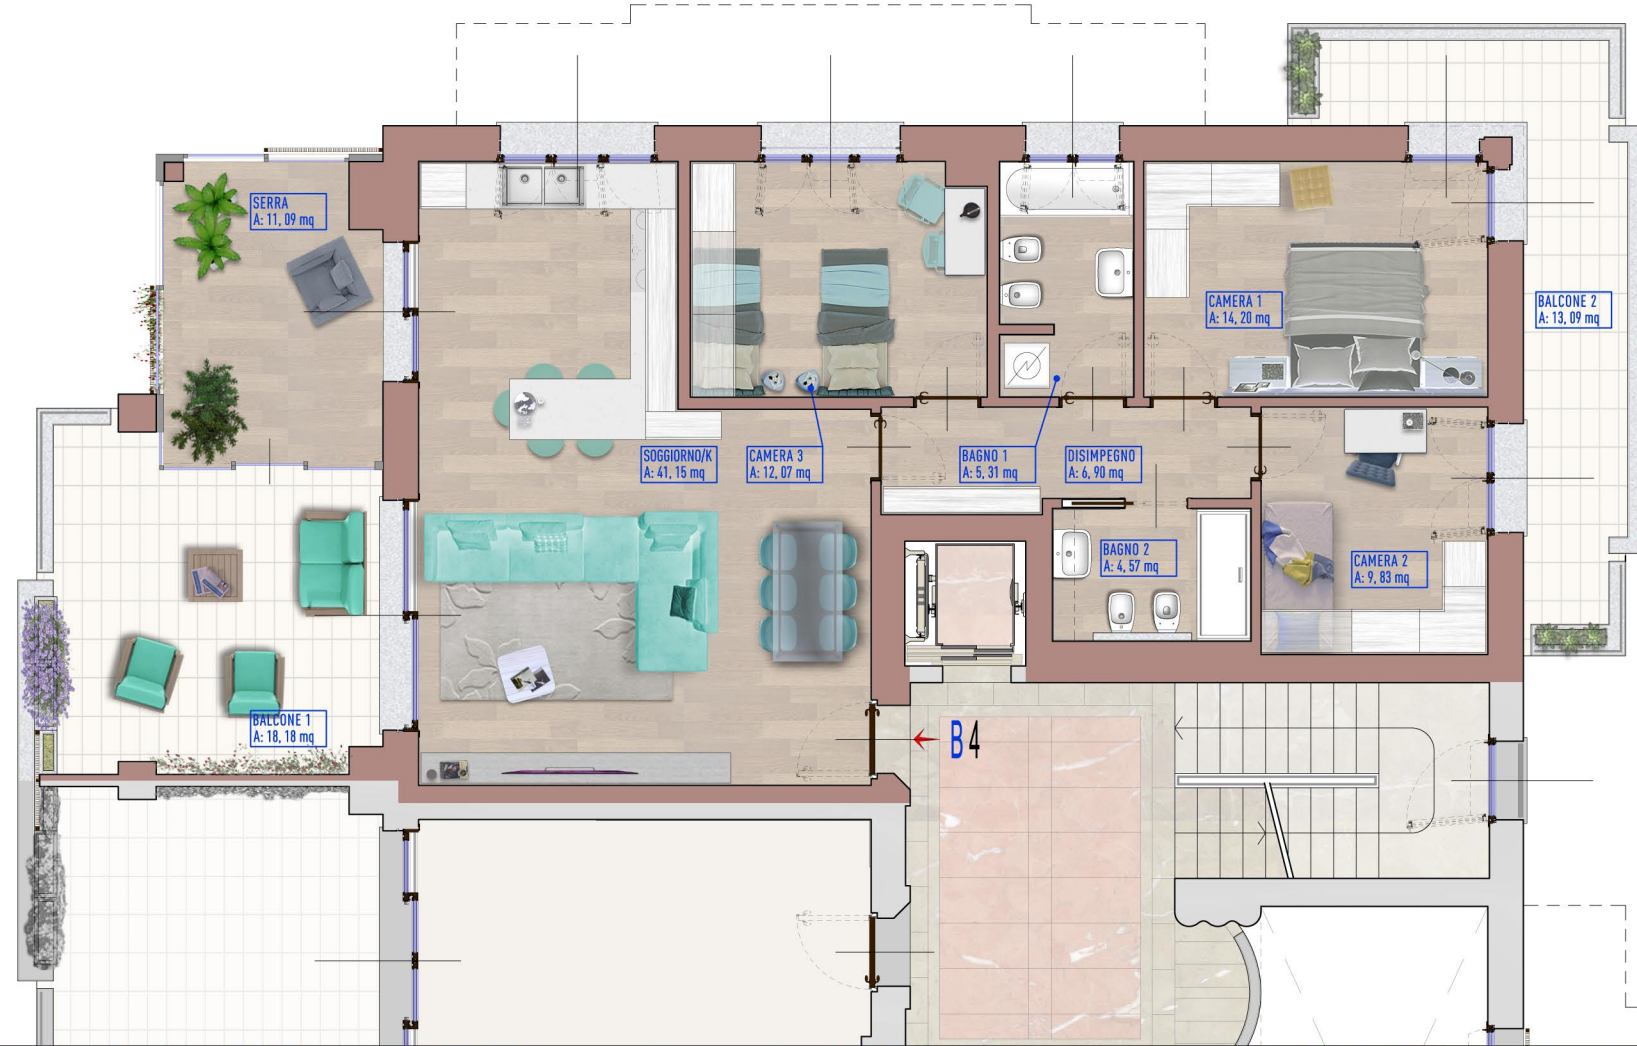 SERRA
A: 11, 09 mq
CAMERA 1
A: 14, 20 mq
BALCONE 2
A: 13, 09 mq
SOGGIORNO/K
A: 41, 15 mq
CAMERA 3
A: 12, 07 mq
BAGNO 1
A: 5, 31 mq
DISIMPEGNO
A: 6, 90 mq
BAGNO 2
A: 4, 57 mq
CAMERA 2
A: 9, 83 mq
BALCONE 1
A: 18, 18 mq
B4